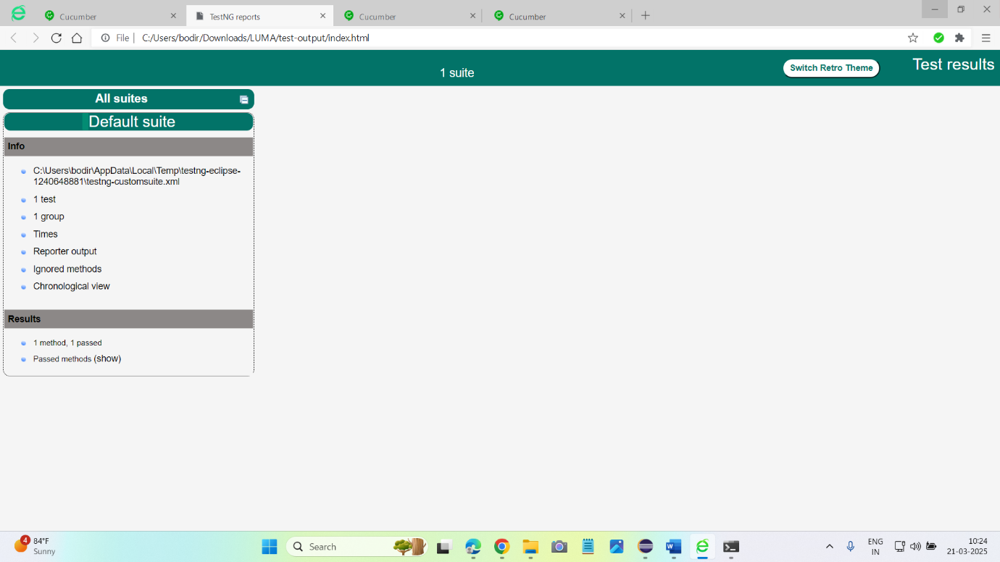 Cucumber
TestNG reports
Cucumber
Cucumber
File | C:/Users/bodir/Downloads/LUMA/test-output/index.html
1 suite
Switch Retro Theme
Test results
All suites
Default suite
Info
C:\Users\bodir\AppData\Local\Temp\testng-eclipse-
1240648881\testng-customsuite.xml
1 test
1 group
Times
Reporter output
Ignored methods
Chronological view
Results
1 method, 1 passed
Passed methods (show)
4
84°F
Sunny
Search
ENG
IN
10:24
21-03-2025